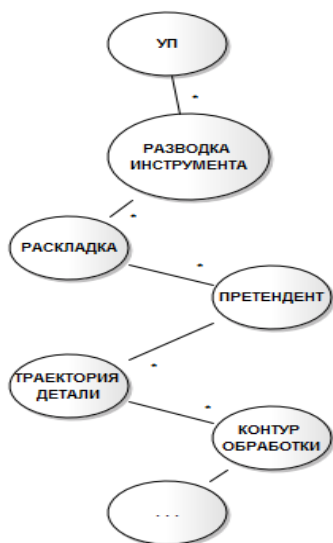 УП
*
РАЗВОДКА
ИНСТРУМЕНТА
*
РАСКЛАДКА
*
ПРЕТЕНДЕНТ
*
ТРАЕКТОРИЯ
ДЕТАЛИ
*
КОНТУР
ОБРАБОТКИ
. . .